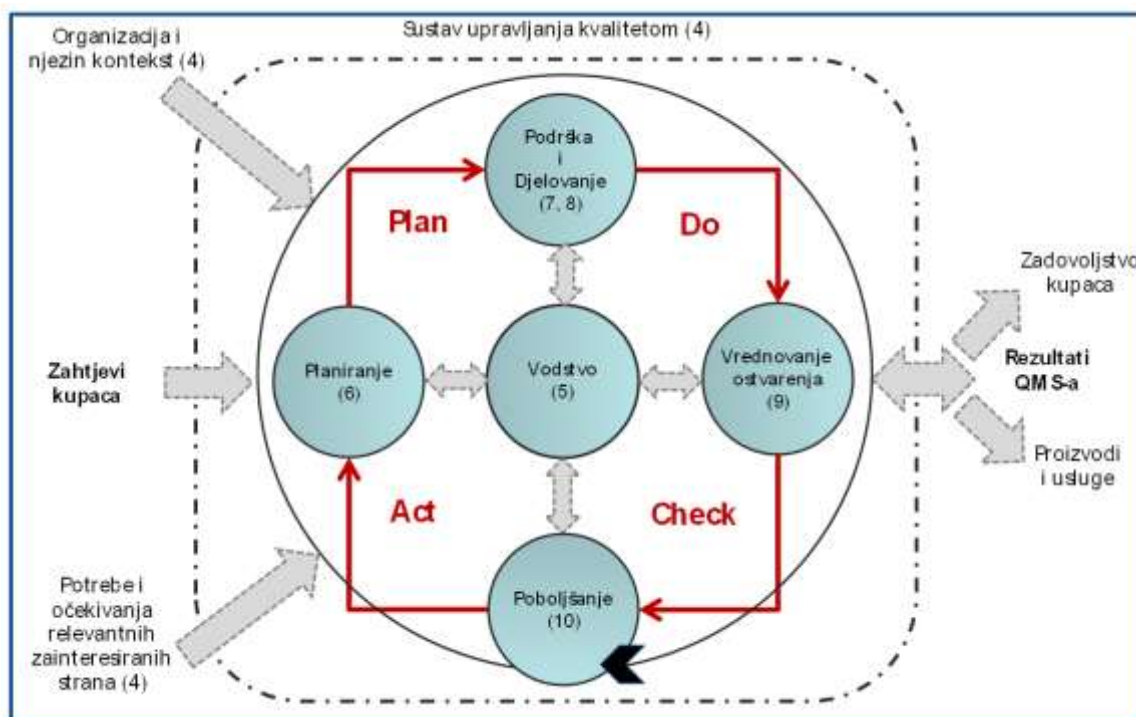 Organizacija i
njezin kontekst (4)
Sustav upravljanja kvalitetom (4)
Podrška
i
Djelovanje
(7, 8)
Plan
Do
Zadovoljstvo
kupaca
Zahtjevi
kupaca
Planiranje
(6)
Vodstvo
(5)
Vrednovanje
ostvarenja
(9)
Rezultati
QMS-a
Proizvodi
i usluge
Act
Check
Potrebe i
očekivanja
relevantnih
zainteresiranih
strana (4)
Poboljšanje
(10)